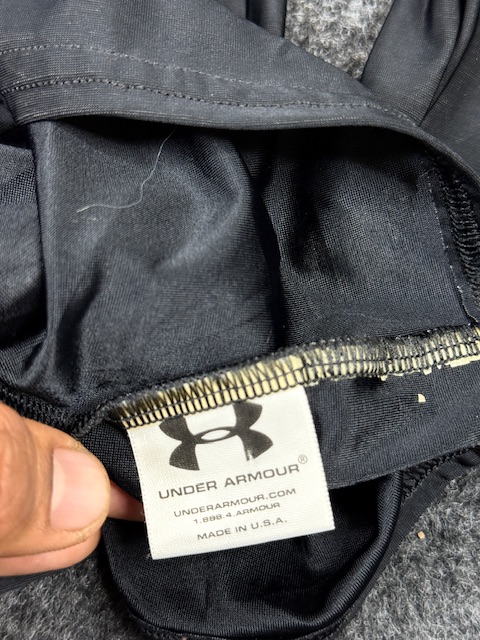 UNDER ARMOUR®
UNDERARMOUR.COM
1.888.4.ARMOUR
MADE IN U.S.A.